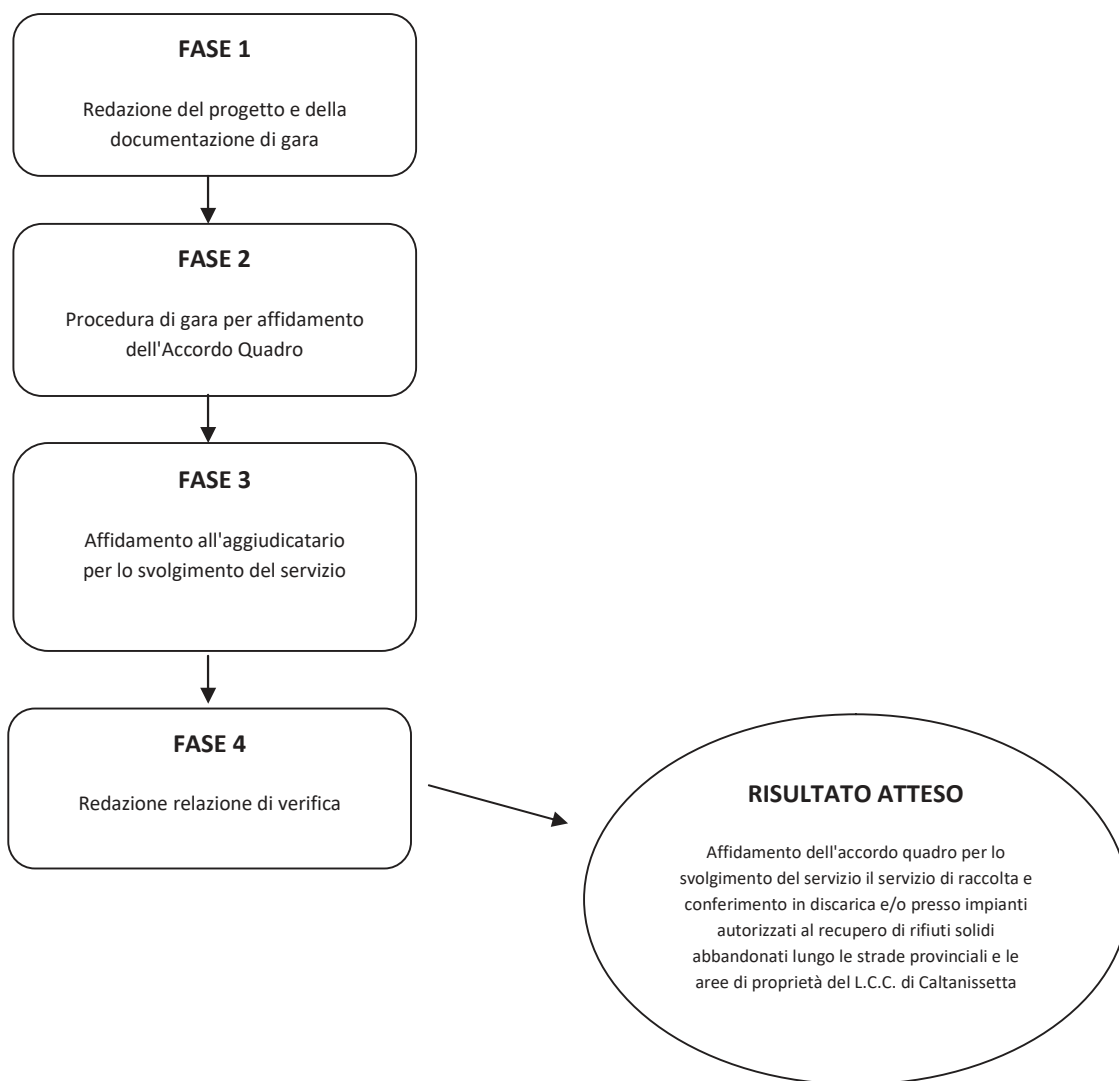 FASE 1
Redazione del progetto e della
documentazione di gara
FASE 2
Procedura di gara per affidamento
dell'Accordo Quadro
FASE 3
Affidamento all'aggiudicatario
per lo svolgimento del servizio
FASE 4
Redazione relazione di verifica
RISULTATO ATTESO
Affidamento dell'accordo quadro per lo
svolgimento del servizio il servizio di raccolta e
conferimento in discarica e/o presso impianti
autorizzati al recupero di rifiuti solidi
abbandonati lungo le strade provinciali e le
aree di proprietà del L.C.C. di Caltanissetta